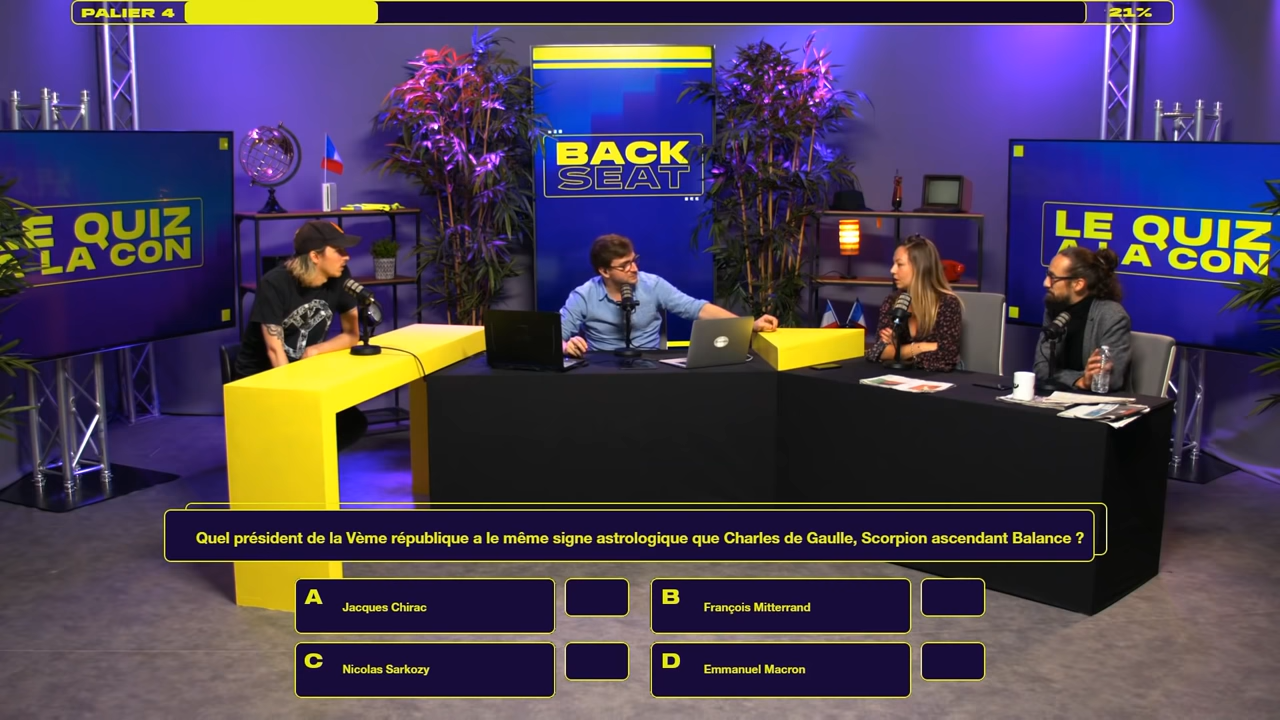 PALIER 4
21%
BACK
SEAT
LE QUIZ
A LA CON
LE QUIZ
LA CON
Quel président de la Vème république a le même signe astrologique que Charles de Gaulle, Scorpion ascendant Balance ?
A
Jacques Chirac
B
François Mitterrand
C
Nicolas Sarkozy
D
Emmanuel Macron